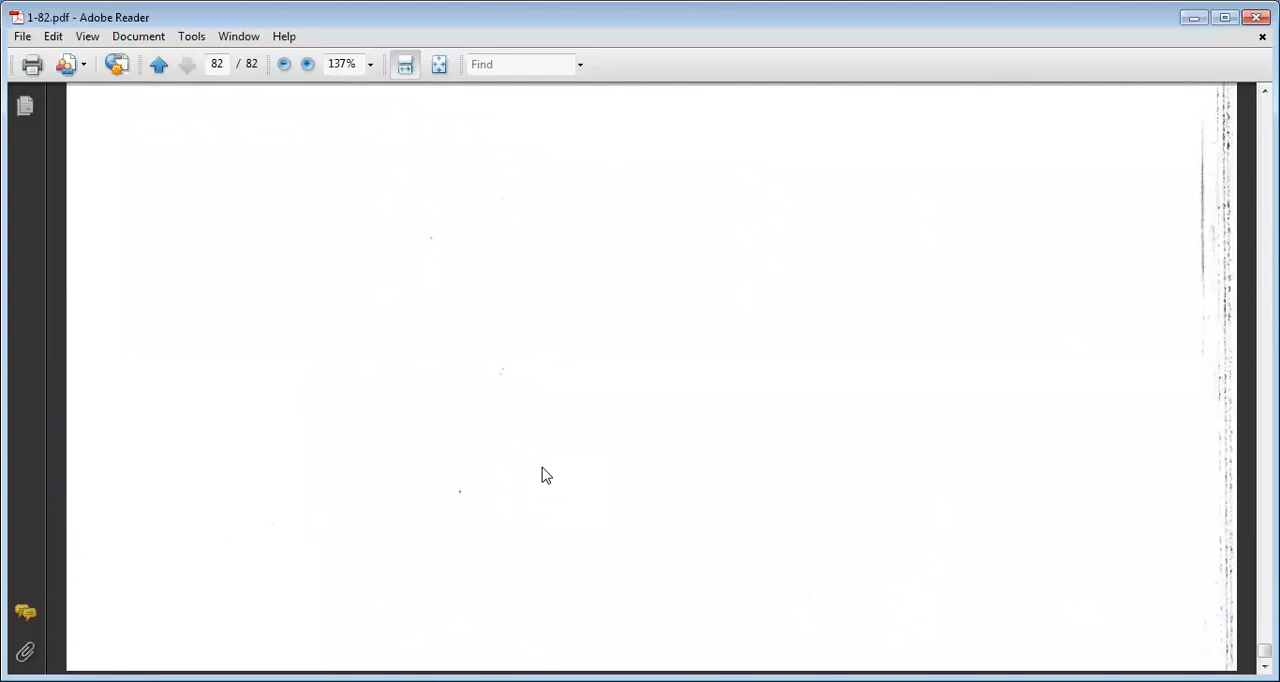 1-82.pdf - Adobe Reader
File Edit View Document Tools Window Help
82 / 82 137% Find